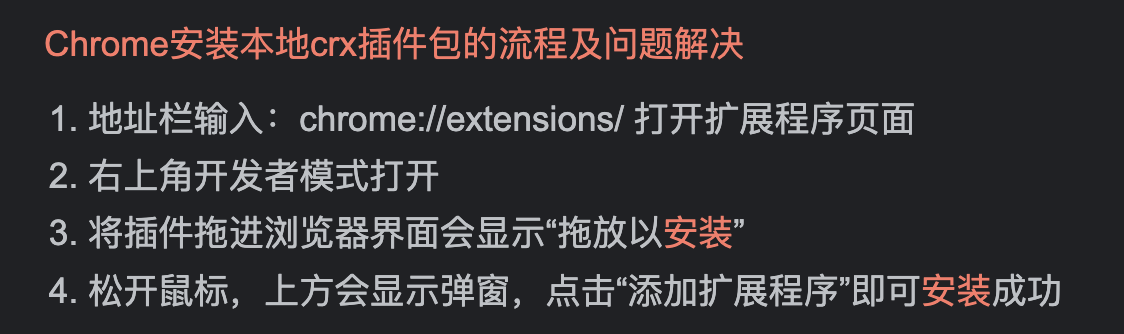 Chrome安装本地crx插件包的流程及问题解决
1. 地址栏输入：chrome://extensions/ 打开扩展程序页面
2. 右上角开发者模式打开
3. 将插件拖进浏览器界面会显示“拖放以安装”
4. 松开鼠标，上方会显示弹窗，点击“添加扩展程序”即可安装成功